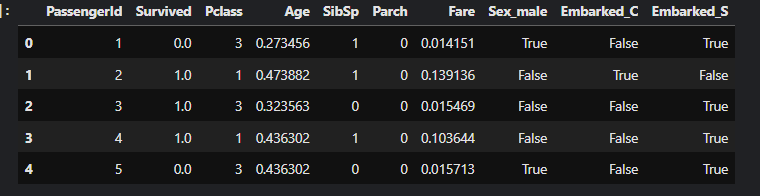 ]: PassengerId Survived Pclass Age SibSp Parch Fare Sex_male Embarked_C Embarked_S
0 1 0.0 3 0.273456 1 0 0.014151 True False True
1 2 1.0 1 0.473882 1 0 0.139136 False True False
2 3 1.0 3 0.323563 0 0 0.015469 False False True
3 4 1.0 1 0.436302 1 0 0.103644 False False True
4 5 0.0 3 0.436302 0 0 0.015713 True False True